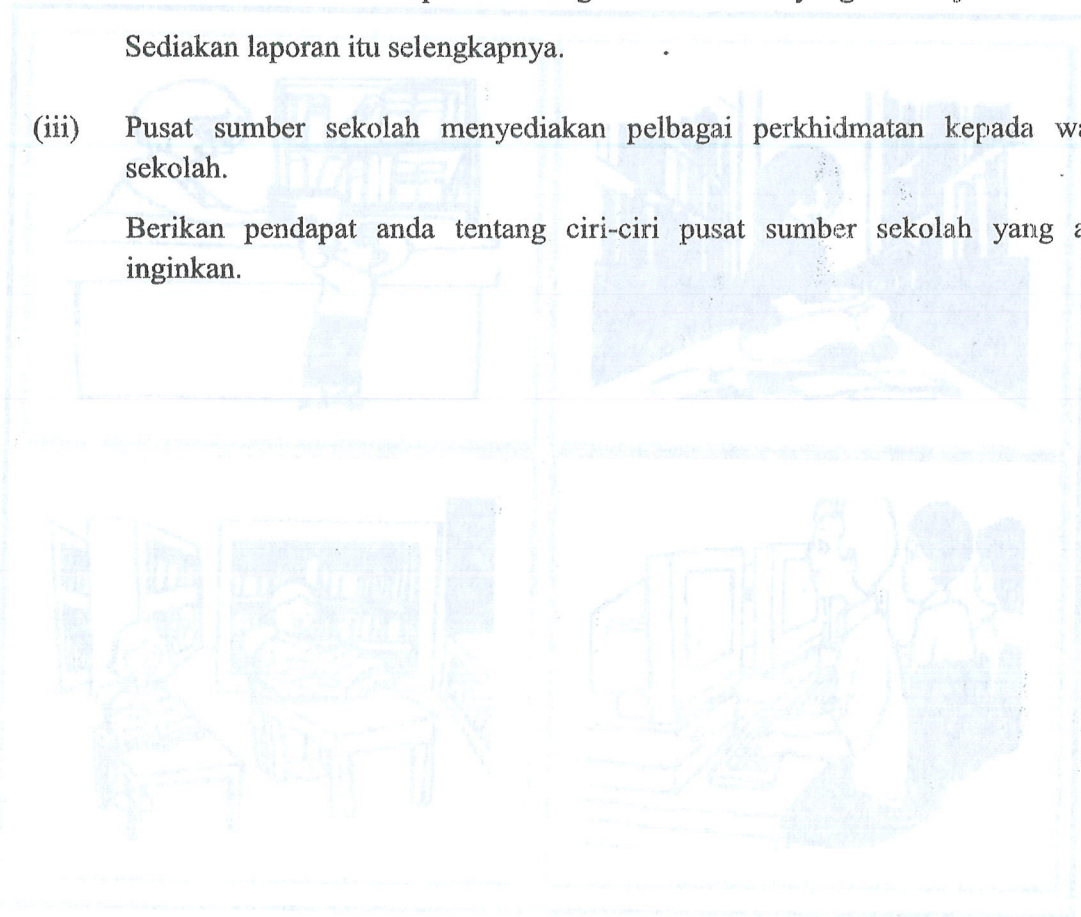 Sediakan laporan itu selengkapnya.
(iii) Pusat sumber sekolah menyediakan pelbagai perkhidmatan kepada
sekolah.
Berikan pendapat anda tentang ciri-ciri pusat sumber sekolah yang
inginkan.